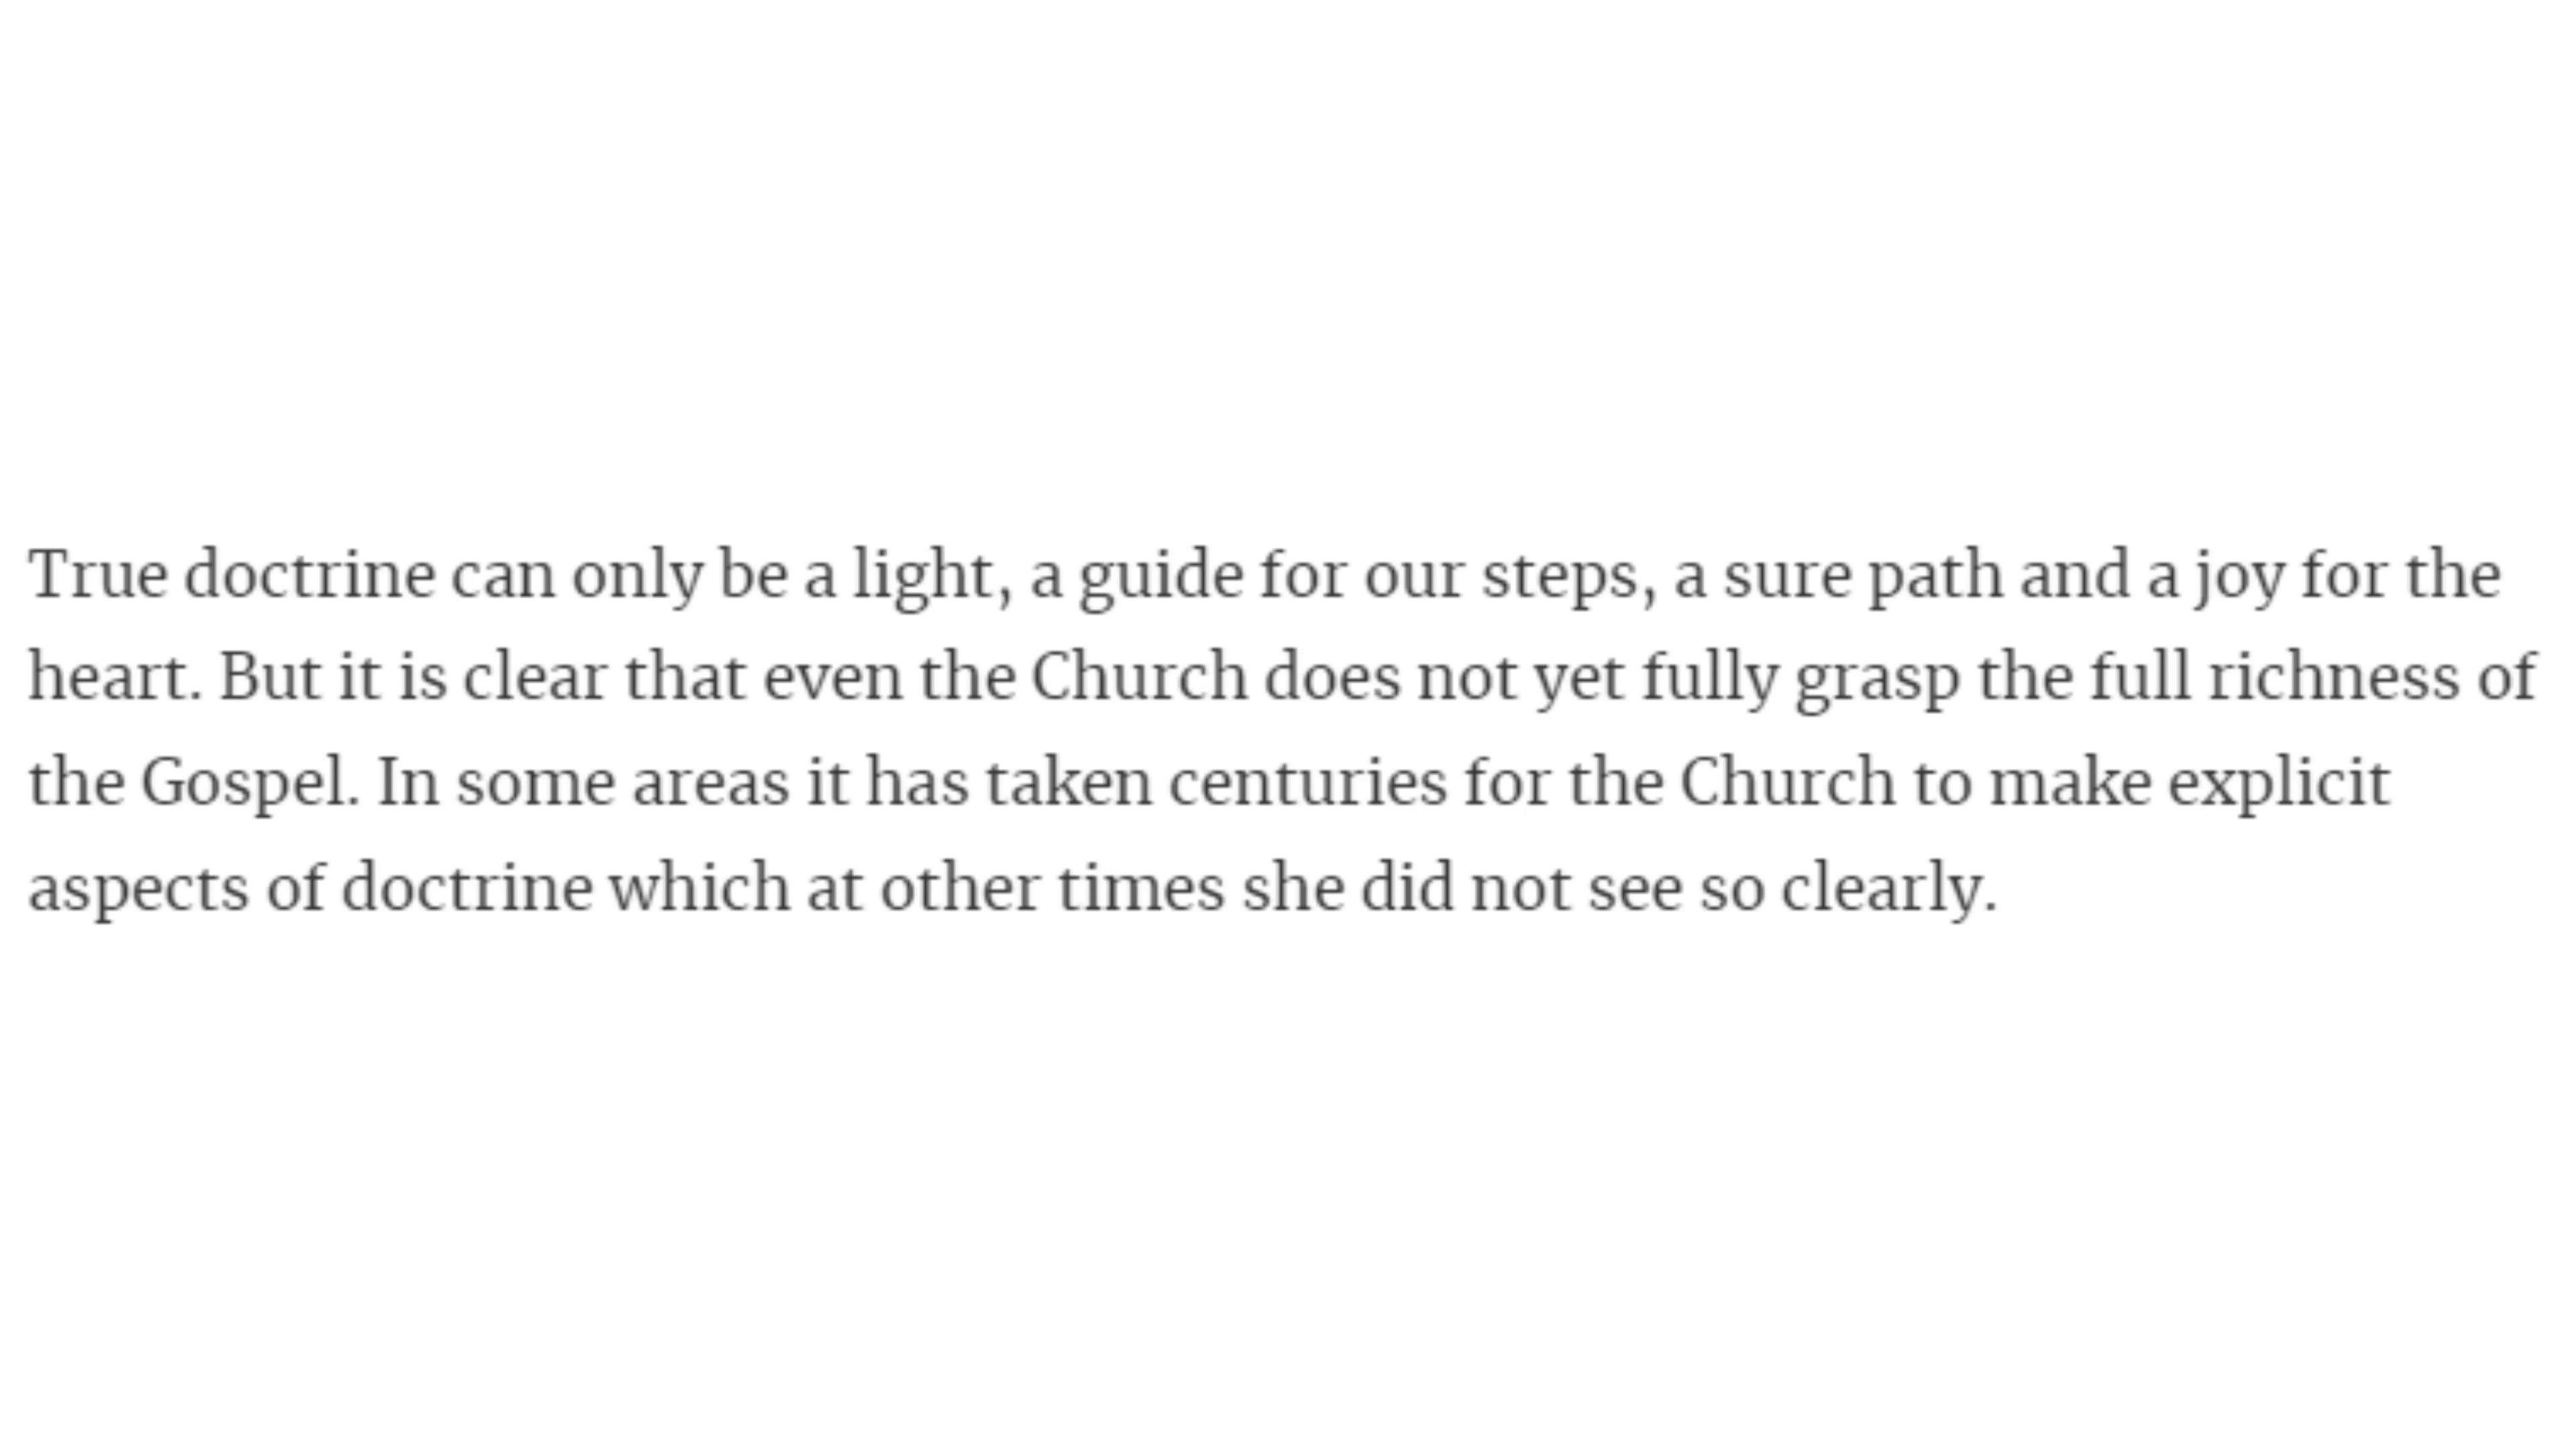 True doctrine can only be a light, a guide for our steps, a sure path and a joy for the
heart. But it is clear that even the Church does not yet fully grasp the full richness of
the Gospel. In some areas it has taken centuries for the Church to make explicit
aspects of doctrine which at other times she did not see so clearly.